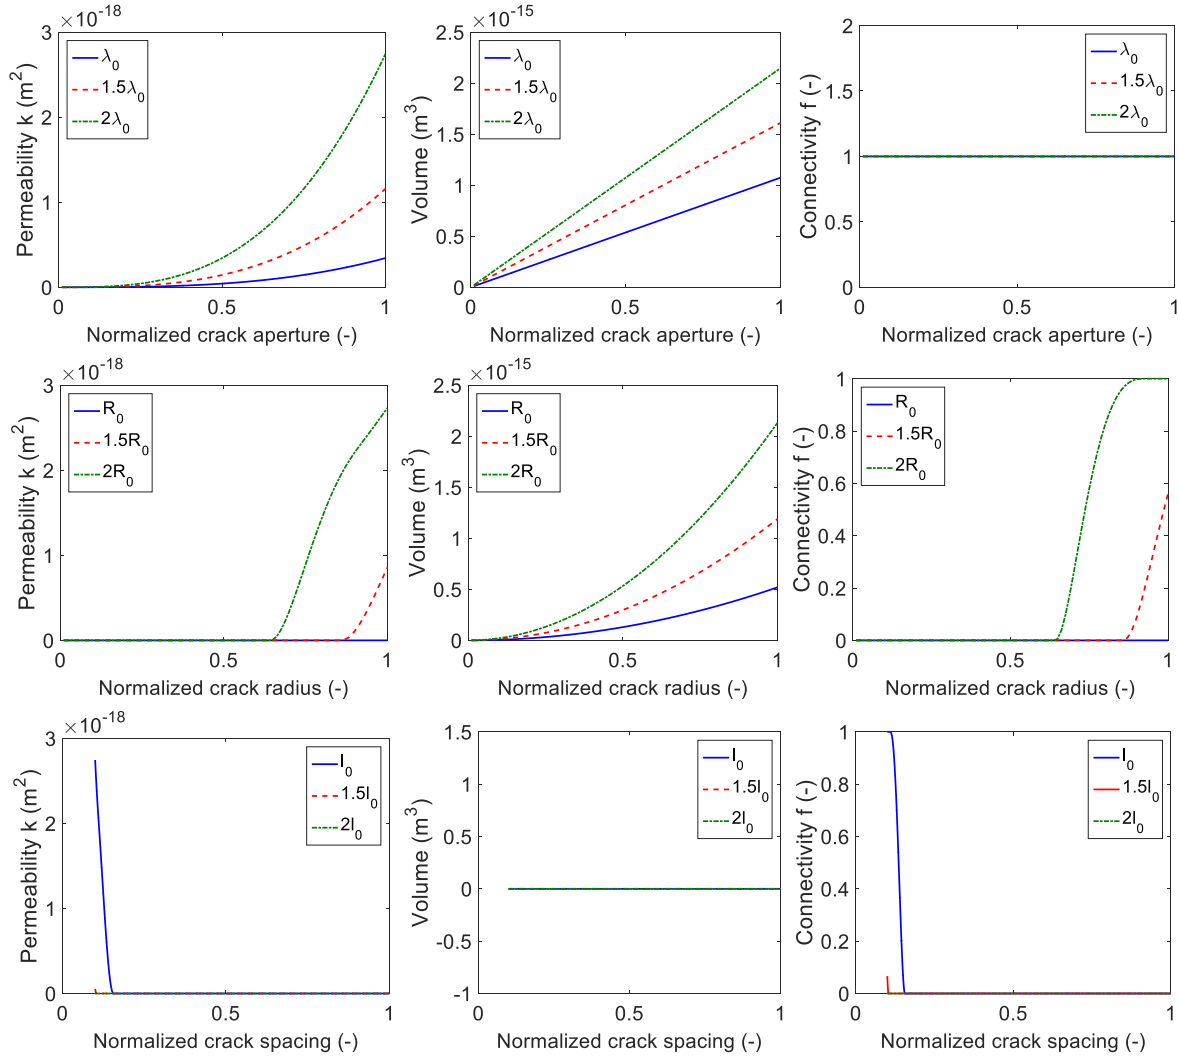 ×10⁻¹⁸
Permeability k (m²)
3
2
1
0
0
0.5
1
λ₀
1.5λ₀
2λ₀
Normalized crack aperture (-)
×10⁻¹⁵
Volume (m³)
2.5
2
1.5
1
0.5
0
0
0.5
1
λ₀
1.5λ₀
2λ₀
Normalized crack aperture (-)
Connectivity f (-)
2
1.5
1
0.5
0
0
0.5
1
λ₀
1.5λ₀
2λ₀
Normalized crack aperture (-)
×10⁻¹⁸
Permeability k (m²)
3
2
1
0
0
0.5
1
R₀
1.5R₀
2R₀
Normalized crack radius (-)
×10⁻¹⁵
Volume (m³)
2.5
2
1.5
1
0.5
0
0
0.5
1
R₀
1.5R₀
2R₀
Normalized crack radius (-)
Connectivity f (-)
1
0.8
0.6
0.4
0.2
0
0
0.5
1
R₀
1.5R₀
2R₀
Normalized crack radius (-)
×10⁻¹⁸
Permeability k (m²)
3
2
1
0
0
0.5
1
l₀
1.5l₀
2l₀
Normalized crack spacing (-)
Volume (m³)
1.5
1
0.5
0
-0.5
-1
0
0.5
1
l₀
1.5l₀
2l₀
Normalized crack spacing (-)
Connectivity f (-)
1
0.8
0.6
0.4
0.2
0
0
0.5
1
l₀
1.5l₀
2l₀
Normalized crack spacing (-)